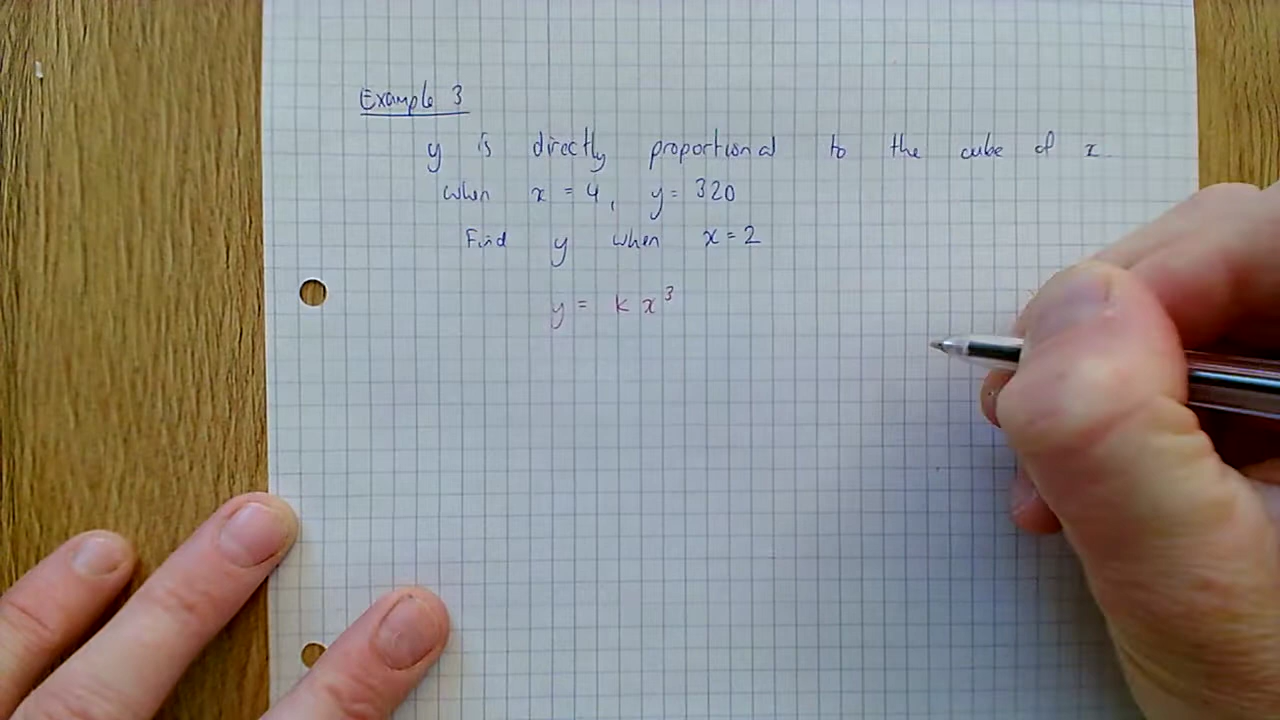 Example 3
y is directly proportional to the cube of x.
when x = 4, y = 320
Find y when x = 2
y = k x³